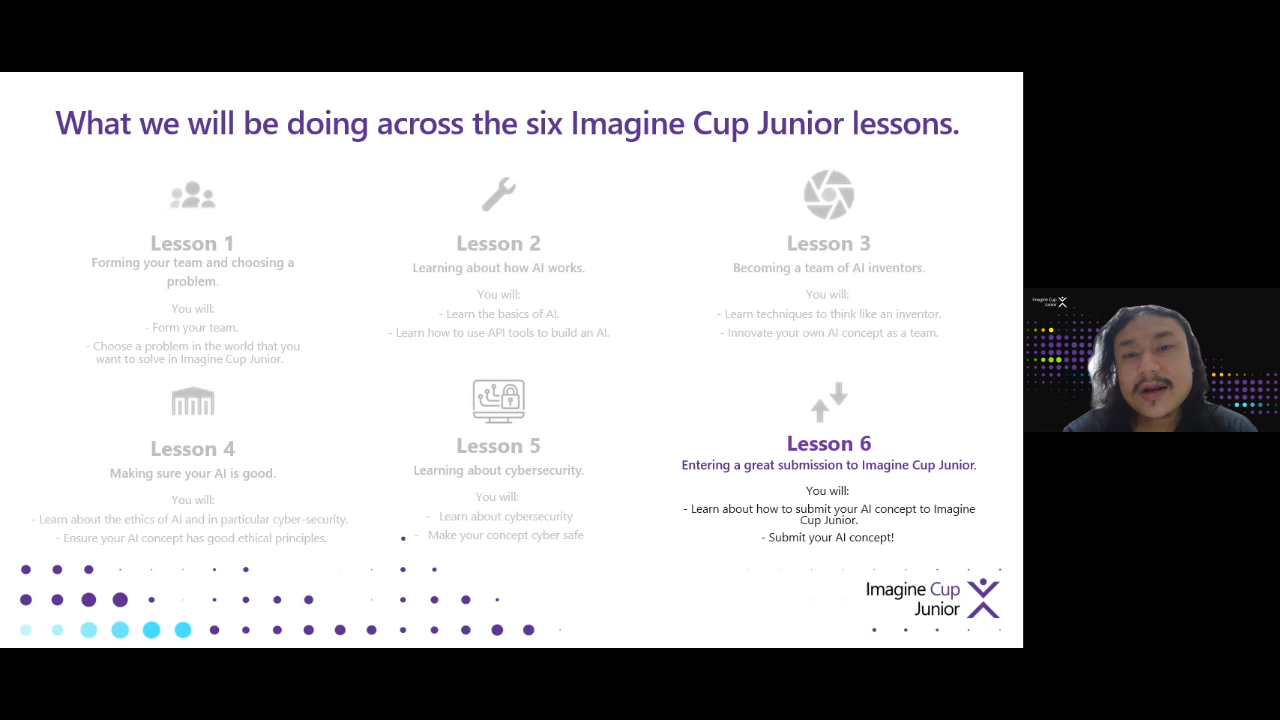 What we will be doing across the six Imagine Cup Junior lessons.
Lesson 1
Forming your team and choosing a
problem.
You will:
- Form your team.
- Choose a problem in the world that you
want to solve in Imagine Cup Junior.
Lesson 2
Learning about how AI works.
You will:
- Learn the basics of AI.
- Learn how to use API tools to build an AI.
Lesson 3
Becoming a team of AI inventors.
You will:
- Learn techniques to think like an inventor.
- Innovate your own AI concept as a team.
Lesson 4
Making sure your AI is good.
You will:
- Learn about the ethics of AI and in particular cyber-security.
- Ensure your AI concept has good ethical principles.
Lesson 5
Learning about cybersecurity.
You will:
- Learn about cybersecurity
- Make your concept cyber safe
Lesson 6
Entering a great submission to Imagine Cup Junior.
You will:
- Learn about how to submit your AI concept to Imagine
Cup Junior.
- Submit your AI concept!
Imagine Cup
Junior
Imagine Cup
Junior